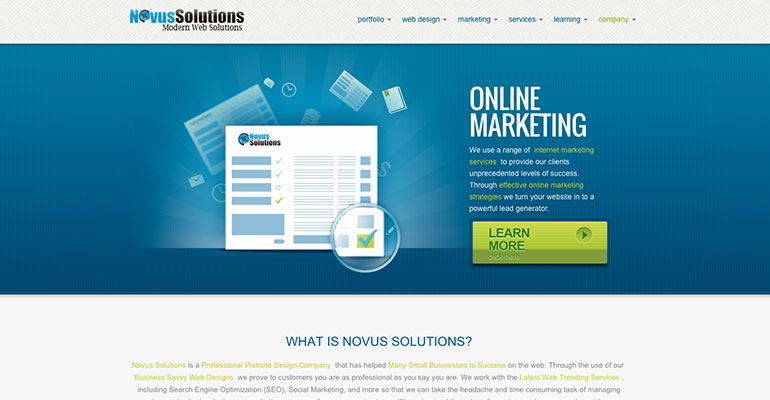 NovusSolutions
Modern Web Solutions
portfolio web design marketing services learning company
Novus
Solutions
ONLINE
MARKETING
We use a range of internet marketing
services to provide our clients
unprecedented levels of success.
Through effective online marketing
strategies we turn your website in to a
powerful lead generator.
LEARN
MORE
click here
WHAT IS NOVUS SOLUTIONS?
Novus Solutions is a Professional Website Design Company that has helped Many Small Businesses to Success on the web. Through the use of our
Business Savvy Web Designs we prove to customers you are as professional as you say you are. We work with the Latest Web Trending Services ,
including Search Engine Optimization (SEO), Social Marketing, and more so that we can take the headache and time consuming task of managing